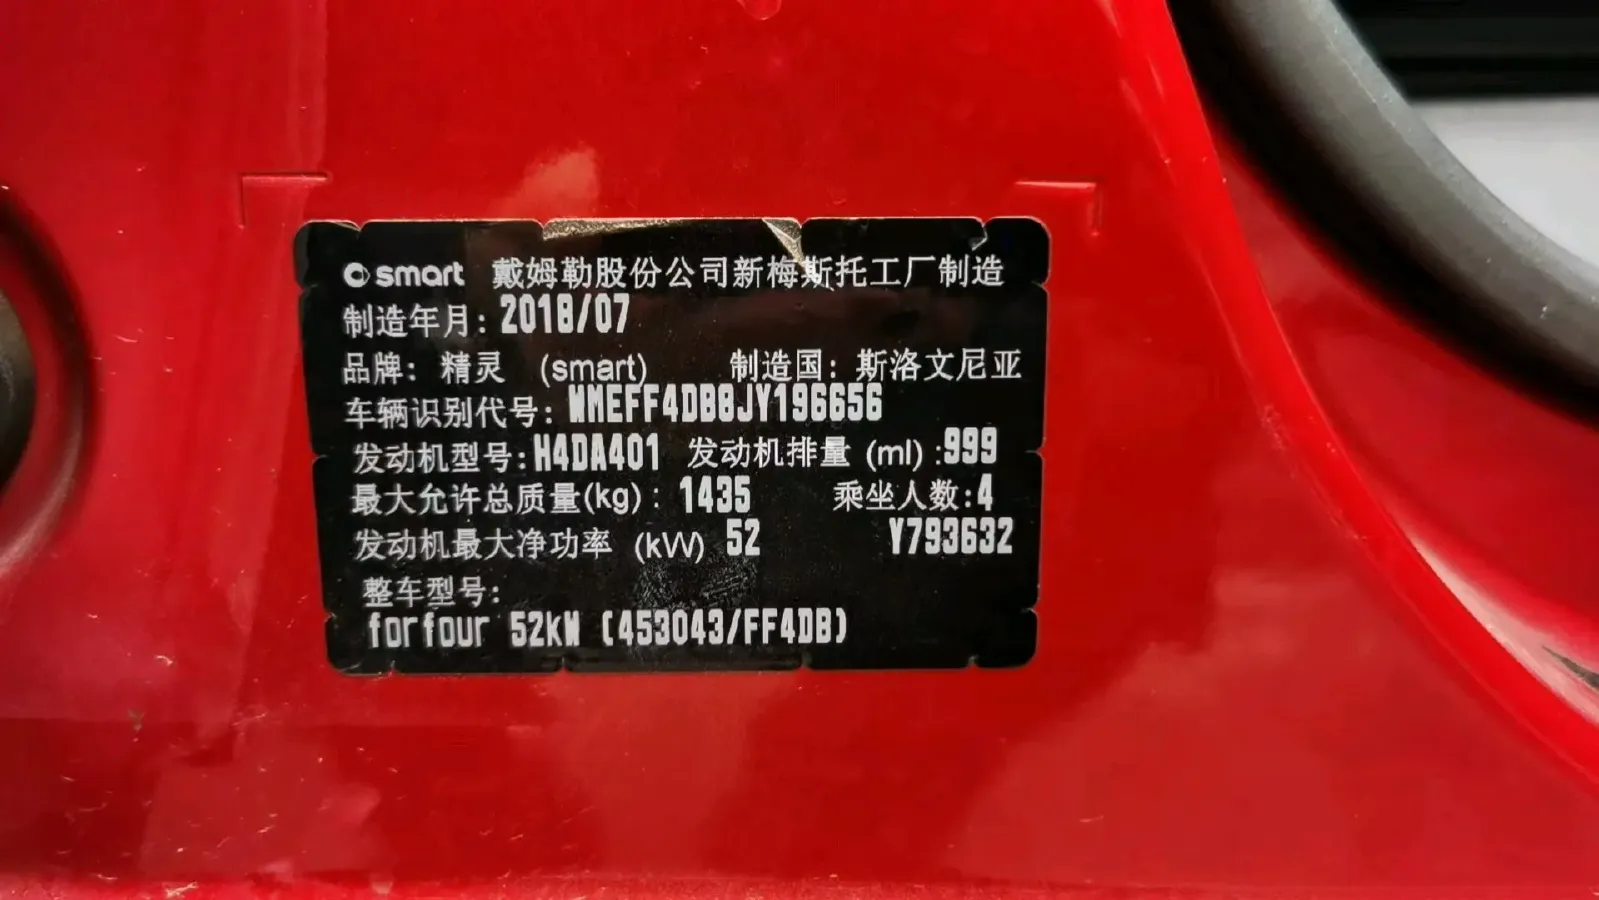 smart 戴姆勒股份公司新梅斯托工厂制造
制造年月: 2018/07
品牌: 精灵 (smart) 制造国: 斯洛文尼亚
车辆识别代号: WMEFF4DB8JY196656
发动机型号: H4DA401 发动机排量 (ml) :999
最大允许总质量(kg) : 1435 乘坐人数:4
发动机最大净功率 (kW) 52 Y793632
整车型号:
forfour 52kW (453043/FF4DB)